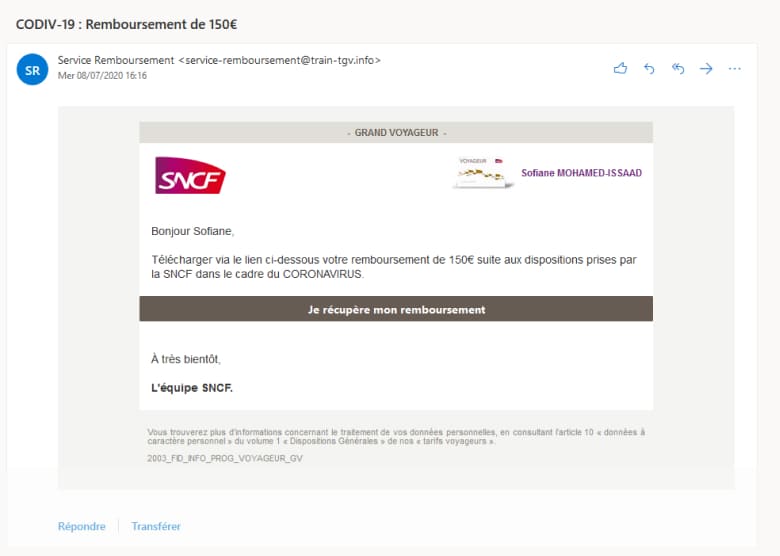 CODIV-19 : Remboursement de 150€
SR
Service Remboursement <service-remboursement@train-tgv.info>
Mer 08/07/2020 16:16
- GRAND VOYAGEUR -
SNCF
VOYAGEUR
Sofiane MOHAMED-ISSAAD
Bonjour Sofiane,
Télécharger via le lien ci-dessous votre remboursement de 150€ suite aux dispositions prises par
la SNCF dans le cadre du CORONAVIRUS.
Je récupère mon remboursement
À très bientôt,
L'équipe SNCF.
Vous trouverez plus d'informations concernant le traitement de vos données personnelles, en consultant l'article 10 « données à
caractère personnel » du volume 1 « Dispositions Générales » de nos « tarifs voyageurs ».
2003_FID_INFO_PROG_VOYAGEUR_GV
Répondre
Transférer